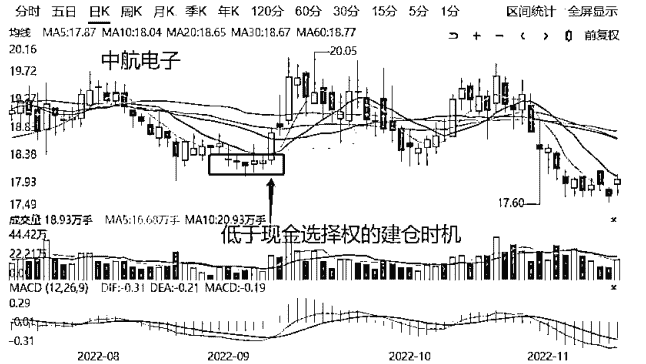 分时 五日 日K 周K 月K 季K 年K 120分 60分 30分 15分 5分 1分 区间统计 全屏显示
均线 MA5:17.87 MA10:18.04 MA20:18.65 MA30:18.67 MA60:18.77 前复权
20.16
20.05
中航电子
19.72
18.36
17.93
17.60
17.49
成交量 18.93万手 MA5:16.68万手 MA10:20.93万手
低于现金选择权的建仓时机
44.42万
22.21万
MACD (12,26,9) DIF:-0.31 DEA:-0.21 MACD:-0.19
0.29
-0.01
-0.31
2022-08 2022-09 2022-10 2022-11